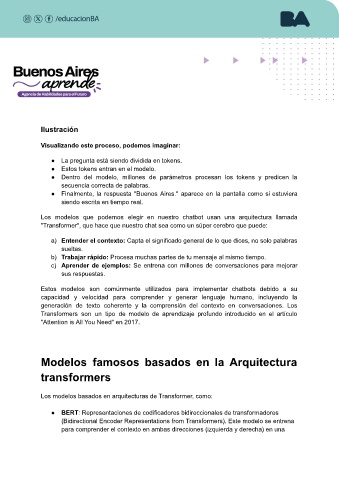 /educacionBA
BA
Buenos Aires
aprende
Agencia de Habilidades para el Futuro
Ilustración
Visualizando este proceso, podemos imaginar:
● La pregunta está siendo dividida en tokens.
● Estos tokens entran en el modelo.
● Dentro del modelo, millones de parámetros procesan los tokens y predicen la
secuencia correcta de palabras.
● Finalmente, la respuesta "Buenos Aires." aparece en la pantalla como si estuviera
siendo escrita en tiempo real.
Los modelos que podemos elegir en nuestro chatbot usan una arquitectura llamada
"Transformer", que hace que nuestro chat sea como un súper cerebro que puede:
a) Entender el contexto: Capta el significado general de lo que dices, no solo palabras
sueltas.
b) Trabajar rápido: Procesa muchas partes de tu mensaje al mismo tiempo.
c) Aprender de ejemplos: Se entrena con millones de conversaciones para mejorar
sus respuestas.
Estos modelos son comúnmente utilizados para implementar chatbots debido a su
capacidad y velocidad para comprender y generar lenguaje humano, incluyendo la
generación de texto coherente y la comprensión del contexto en conversaciones. Los
Transformers son un tipo de modelo de aprendizaje profundo introducido en el artículo
"Attention is All You Need" en 2017.
Modelos famosos basados en la Arquitectura
transformers
Los modelos basados en arquitecturas de Transformer, como:
● BERT: Representaciones de codificadores bidireccionales de transformadores
(Bidirectional Encoder Representations from Transformers). Este modelo se entrena
para comprender el contexto en ambas direcciones (izquierda y derecha) en una